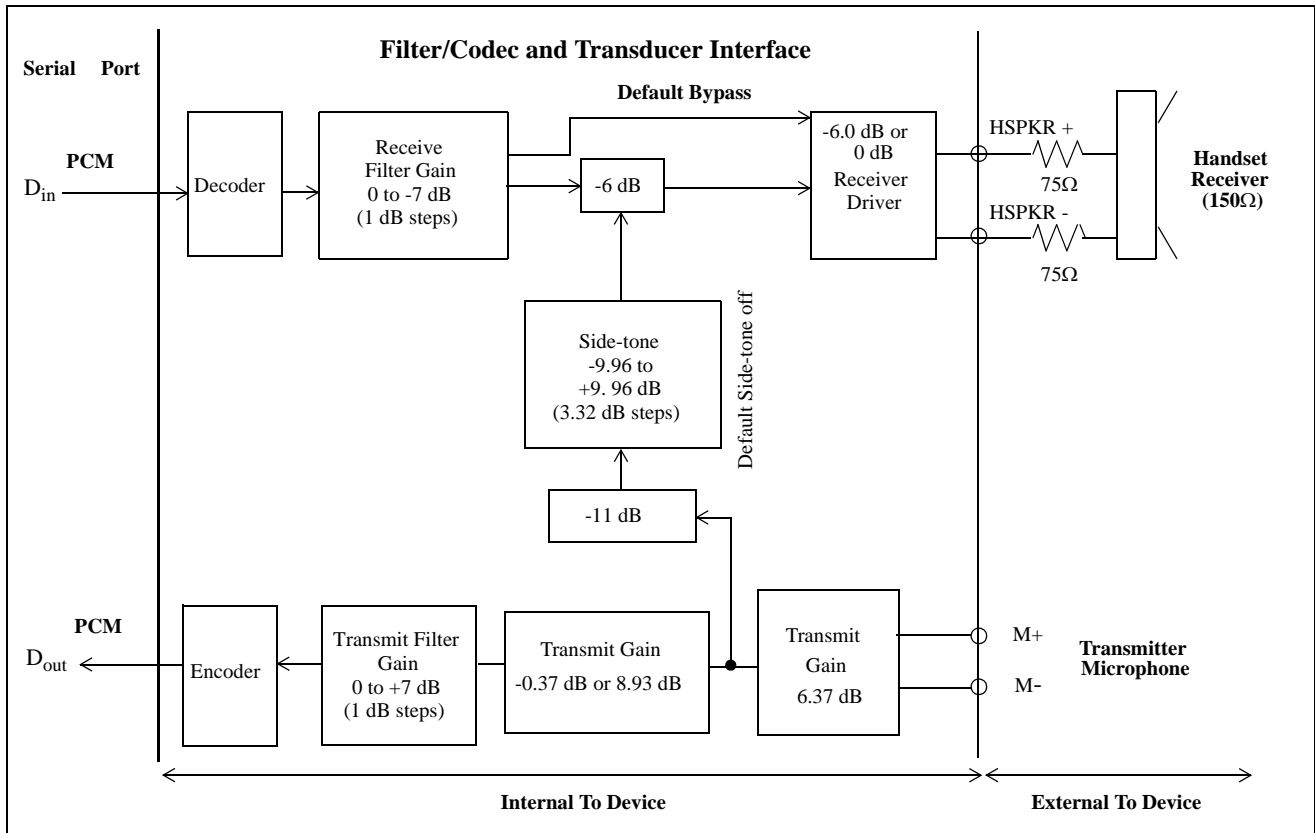 Filter/Codec and Transducer Interface
Serial Port
Default Bypass
PCM
D_in
Decoder
Receive
Filter Gain
0 to -7 dB
(1 dB steps)
-6 dB
-6.0 dB or
0 dB
Receiver
Driver
HSPKR +
75Ω
HSPKR -
75Ω
Handset
Receiver
(150Ω)
Side-tone
-9.96 to
+9. 96 dB
(3.32 dB steps)
Default Side-tone off
-11 dB
PCM
D_out
Encoder
Transmit Filter
Gain
0 to +7 dB
(1 dB steps)
Transmit Gain
-0.37 dB or 8.93 dB
Transmit
Gain
6.37 dB
M+
M-
Transmitter
Microphone
Internal To Device
External To Device